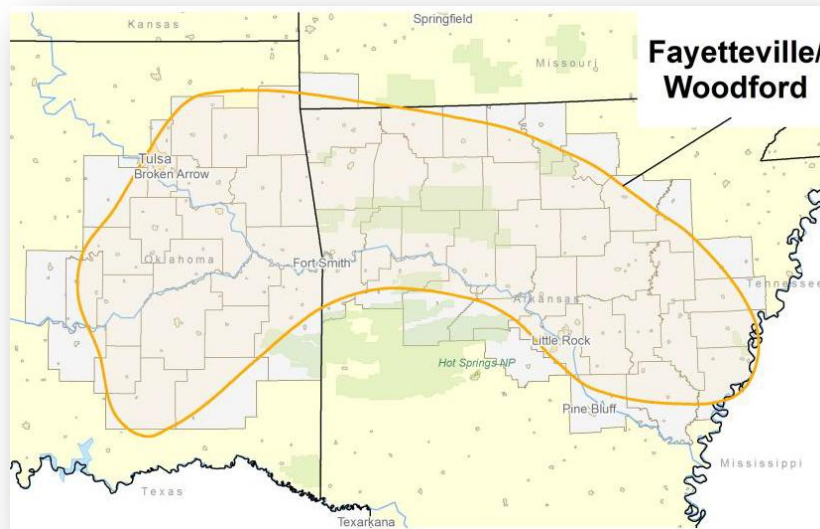 Kansas
Springfield
Missouri
Fayetteville/
Woodford
Tulsa
Broken Arrow
Oklahoma
Fort Smith
Tennessee
Arkansas
Little Rock
Hot Springs NP
Pine Bluff
Mississippi
Texas
Texarkana